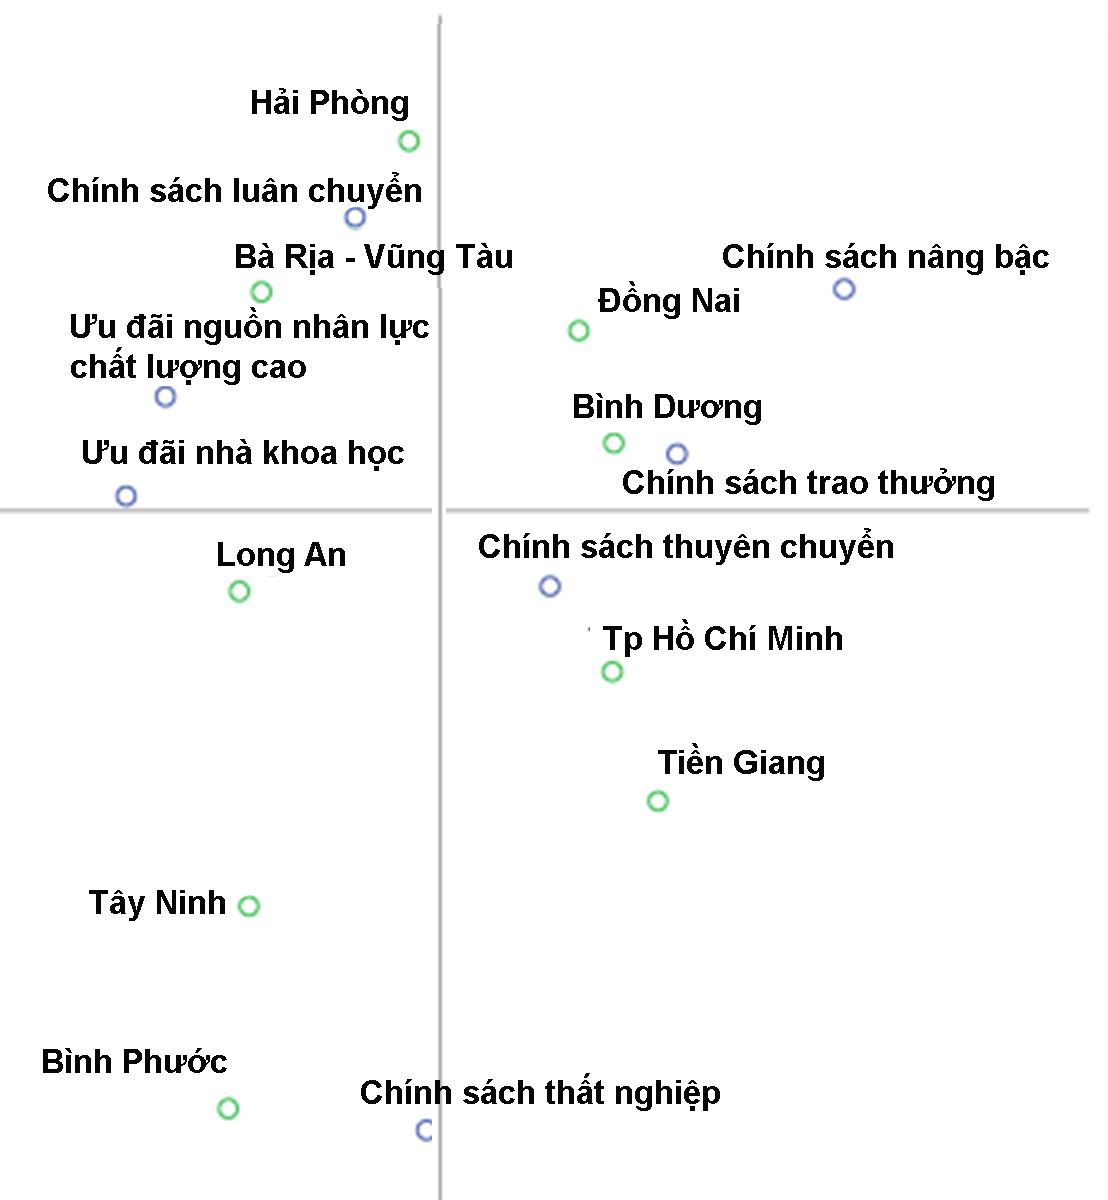 Hải Phòng
Chính sách luân chuyển
Bà Rịa - Vũng Tàu
Chính sách nâng bậc
Đồng Nai
Ưu đãi nguồn nhân lực
chất lượng cao
Bình Dương
Ưu đãi nhà khoa học
Chính sách trao thưởng
Long An
Chính sách thuyên chuyển
Tp Hồ Chí Minh
Tiền Giang
Tây Ninh
Bình Phước
Chính sách thất nghiệp